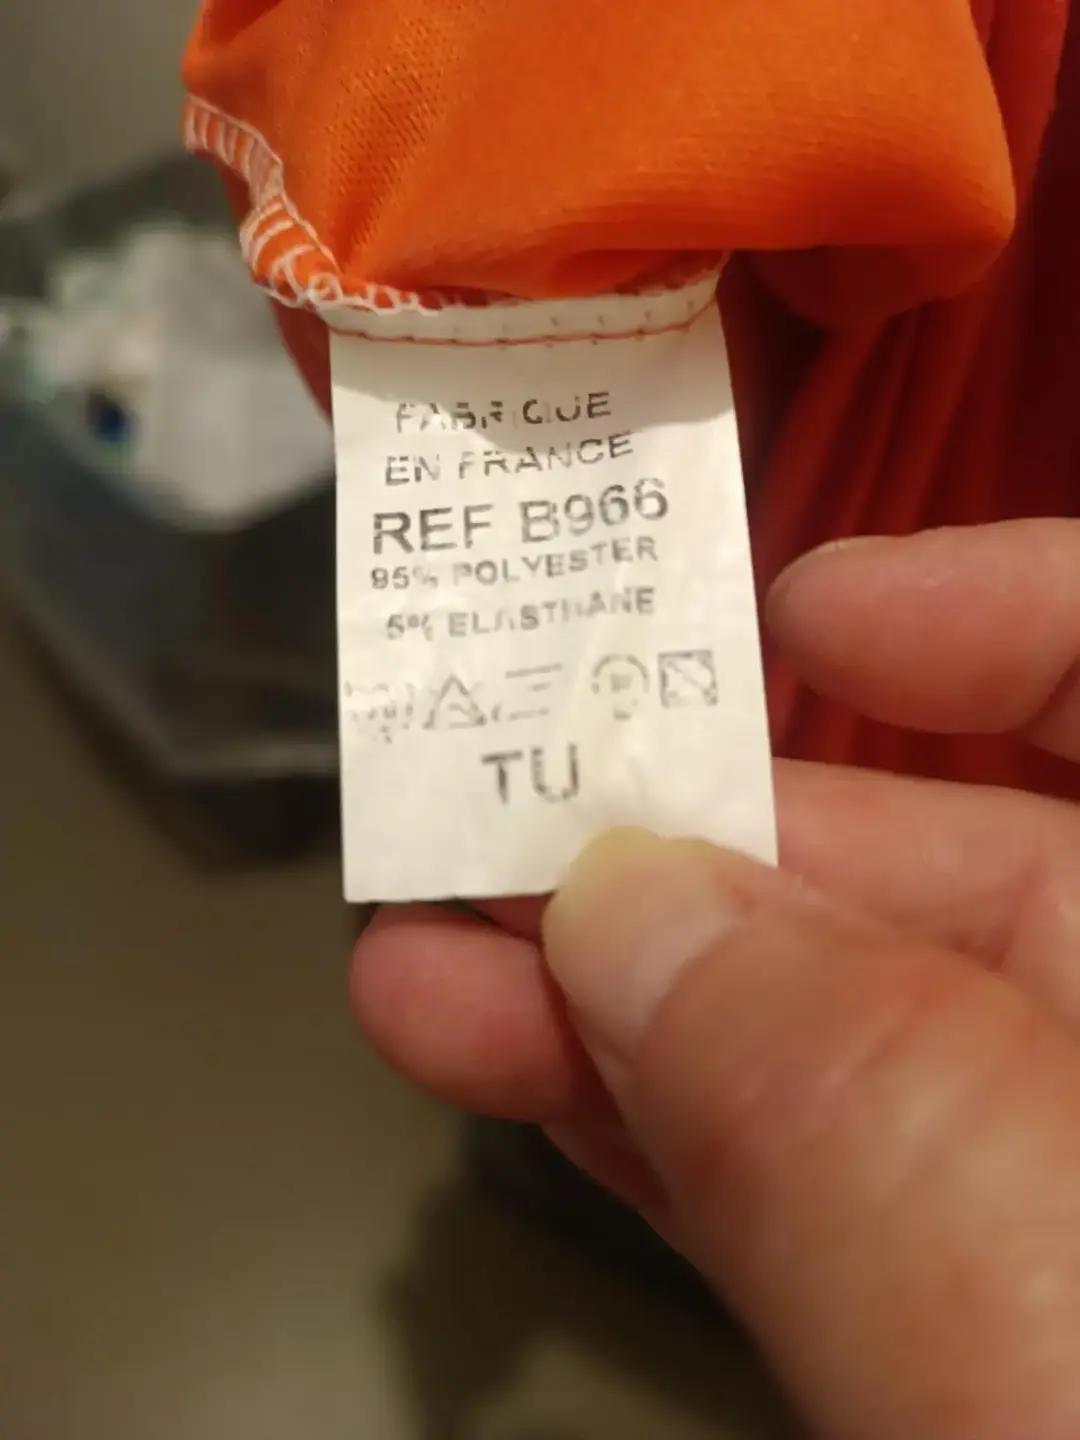 FABRIQUE
EN FRANCE
REF B966
95% POLYESTER
5% ELASTHANE
TU